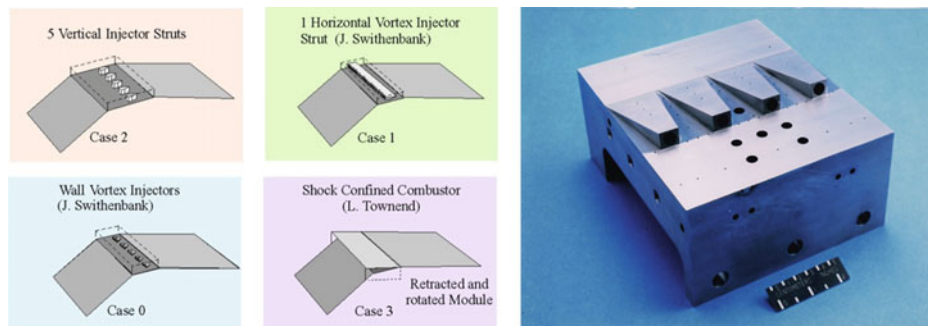 5 Vertical Injector Struts
Case 2
1 Horizontal Vortex Injector
Strut (J. Swithenbank)
Case 1
Wall Vortex Injectors
(J. Swithenbank)
Case 0
Shock Confined Combustor
(L. Townend)
Retracted and
rotated Module
Case 3